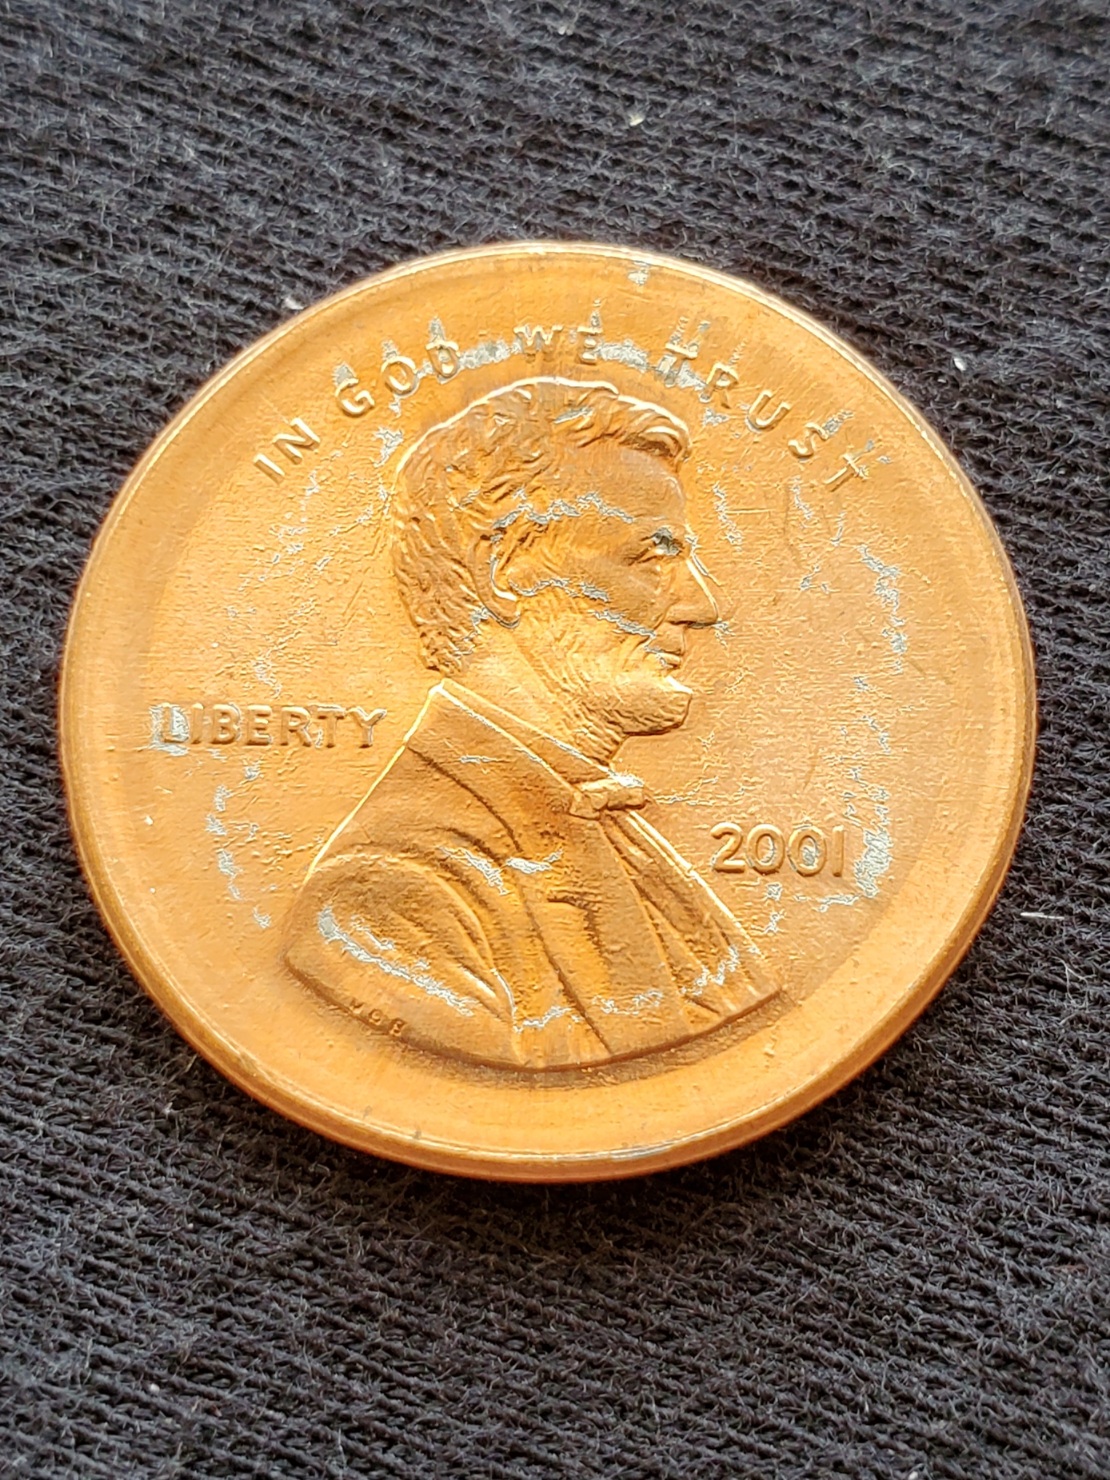 IN GOD WE TRUST
LIBERTY
2001